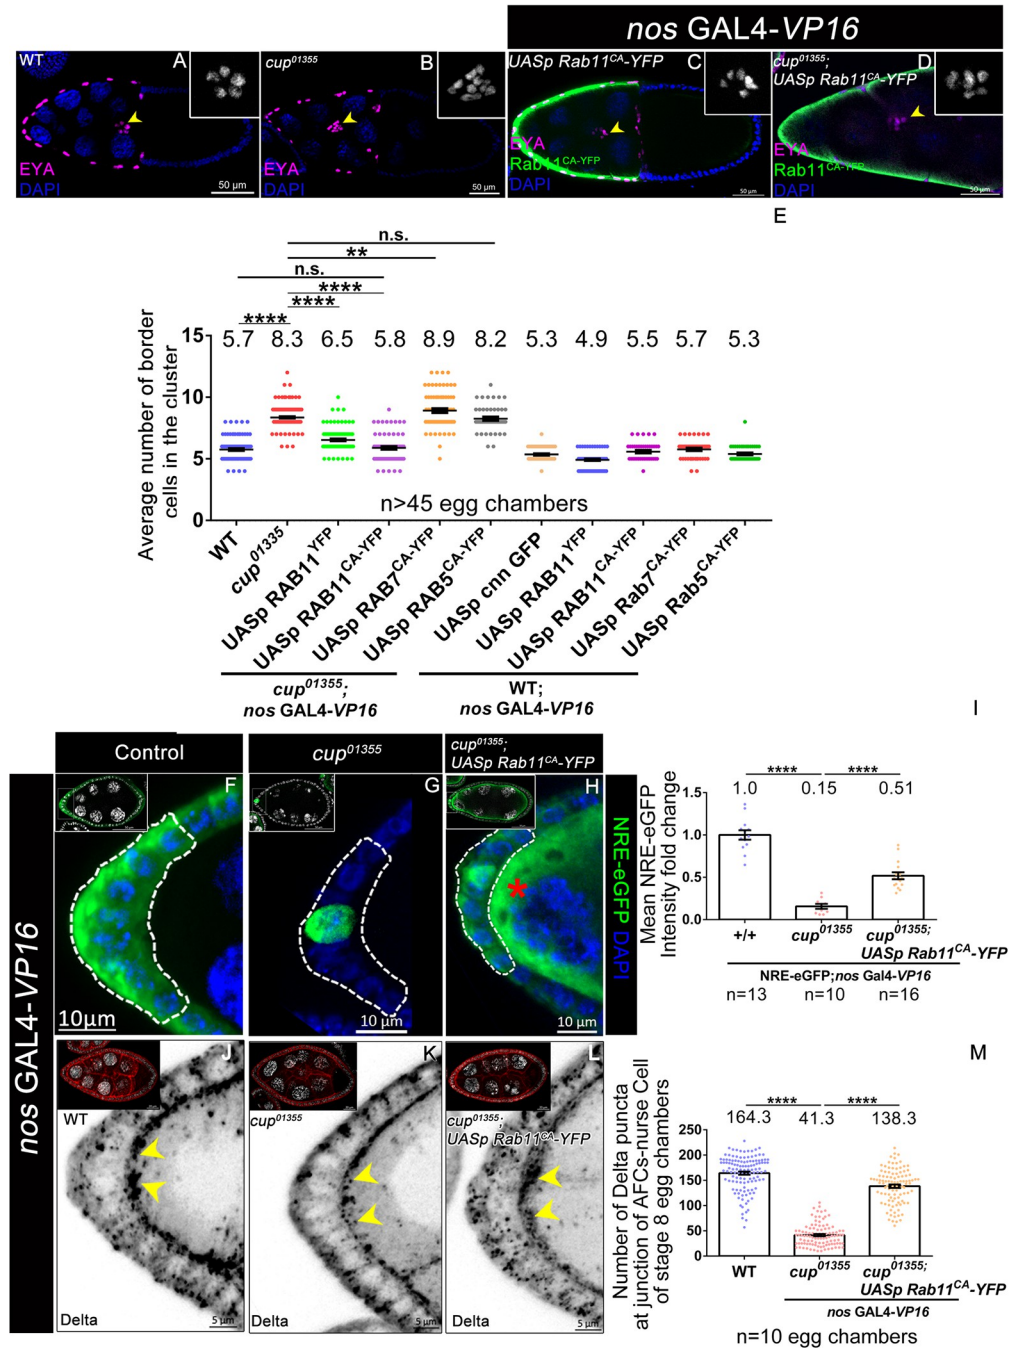 nos GAL4-VP16
WT
A
EYA
DAPI
50 µm
cup01355
B
EYA
DAPI
50 µm
UASp Rab11CA-YFP
C
EYA
Rab11CA-YFP
DAPI
50 µm
cup01355;
UASp Rab11CA-YFP
D
EYA
Rab11CA-YFP
DAPI
50 µm
E
n.s.
**
n.s.
****
****
****
5.7 8.3 6.5 5.8 8.9 8.2 5.3 4.9 5.5 5.7 5.3
Average number of border
cells in the cluster
15
10
5
0
n>45 egg chambers
WT
cup01335
UASp RAB11YFP
UASp RAB11CA-YFP
UASp RAB7CA-YFP
UASp RAB5CA-YFP
UASp cnn GFP
UASp RAB11YFP
UASp RAB11CA-YFP
UASp Rab7CA-YFP
UASp Rab5CA-YFP
cup01355;
nos GAL4-VP16
WT;
nos GAL4-VP16
nos GAL4-VP16
Control
cup01355
cup01355;
UASp Rab11CA-YFP
F
10µm
G
10 µm
H
*
10 µm
NRE-eGFP DAPI
I
Mean NRE-eGFP
Intensity fold change
**** ****
1.0 0.15 0.51
1.5
1.0
0.5
0.0
+/+
cup01355
cup01355;
UASp Rab11CA-YFP
NRE-eGFP;nos Gal4-VP16
n=13 n=10 n=16
J
WT
Delta
5 µm
K
cup01355
Delta
5 µm
L
cup01355;
UASp Rab11CA-YFP
Delta
5 µm
M
Number of Delta puncta
at junction of AFCs-nurse Cell
of stage 8 egg chambers
**** ****
164.3 41.3 138.3
250
200
150
100
50
0
WT
cup01355
cup01355;
UASp Rab11CA-YFP
nos GAL4-VP16
n=10 egg chambers